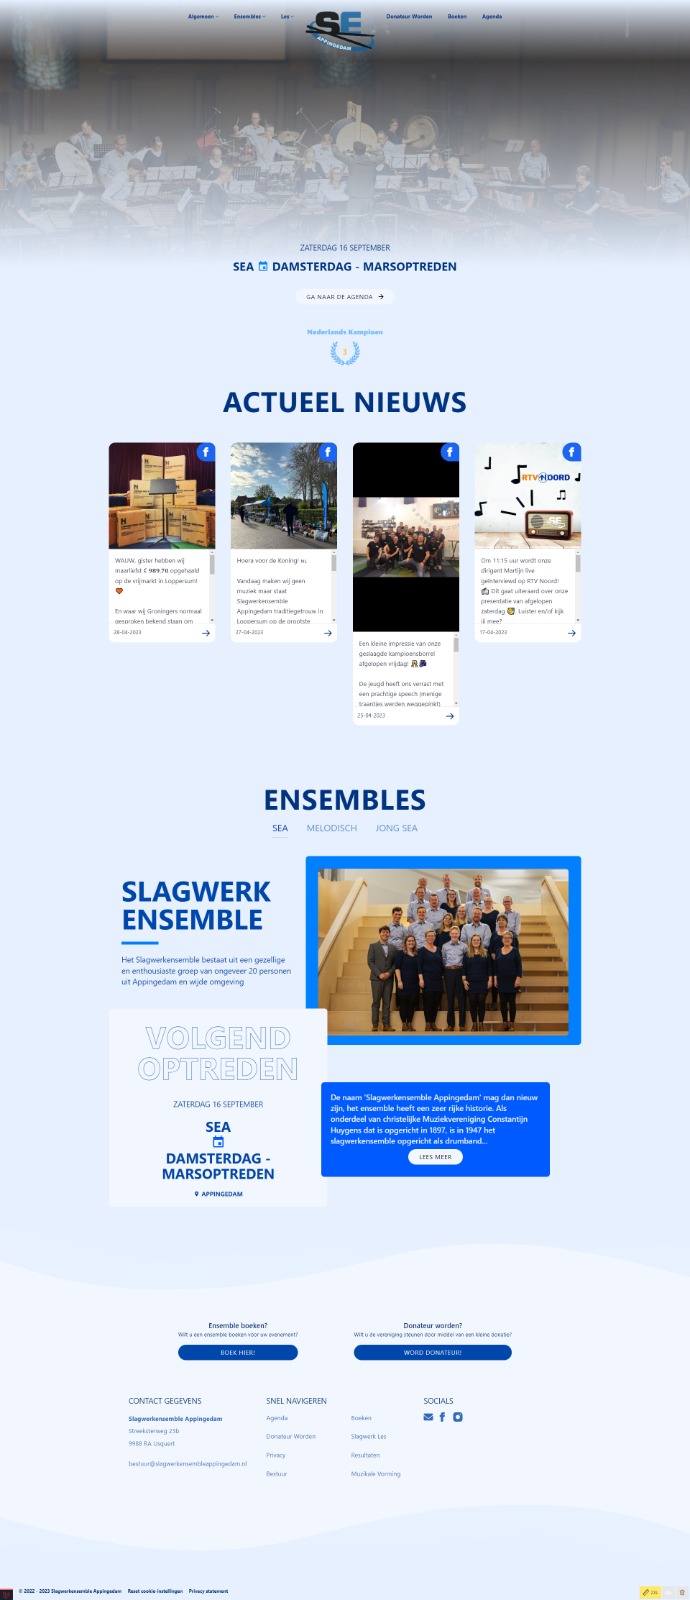 Algemeen
Ensembles
Les
SE
APPINGEDAM
Donateur Worden
Boeken
Agenda
ZATERDAG 16 SEPTEMBER
SEA DAMSTERDAG - MARSOPTREDEN
GA NAAR DE AGENDA
Nederlands Kampioen
3
ACTUEEL NIEUWS
WAUW, gister hebben wij
maarliefst € 989.70 opgehaald
op de vrijmarkt in Loppersum!
En waar wij Groningers normaal
gesproken bekend staan om
28-04-2023
Hoera voor de Koning!
Vandaag maken wij geen
muziek maar staat
Slagwerkensemble
Appingedam traditiegetrouw in
Loppersum op de grootste
27-04-2023
Een kleine impressie van onze
geslaagde kampioensborrel
afgelopen vrijdag!
De jeugd heeft ons verrast met
een prachtige speech (menige
traantjes werden weggepinkt)
25-04-2023
RTV NOORD
SE
Om 11:15 uur wordt onze
dirigent Martijn live
geïnterviewd op RTV Noord!
Dit gaat uiteraard over onze
presentatie van afgelopen
zaterdag Luister en/of kijk
jij mee?
17-04-2023
ENSEMBLES
SEA MELODISCH JONG SEA
SLAGWERK
ENSEMBLE
Het Slagwerkensemble bestaat uit een gezellige
en enthousiaste groep van ongeveer 20 personen
uit Appingedam en wijde omgeving
VOLGEND
OPTREDEN
ZATERDAG 16 SEPTEMBER
SEA
DAMSTERDAG -
MARSOPTREDEN
APPINGEDAM
De naam 'Slagwerkensemble Appingedam' mag dan nieuw
zijn, het ensemble heeft een zeer rijke historie. Als
onderdeel van christelijke Muziekvereniging Constantijn
Huygens dat is opgericht in 1897, is in 1947 het
slagwerkensemble opgericht als drumband...
LEES MEER
Ensemble boeken?
Wilt u een ensemble boeken voor uw evenement?
BOEK HIER!
Donateur worden?
Wilt u de vereniging steunen door middel van een kleine donatie?
WORD DONATEUR!
CONTACT GEGEVENS
Slagwerkensemble Appingedam
Streeksterweg 25b
9988 RA Usquert
bestuur@slagwerkensembleappingedam.nl
SNEL NAVIGEREN
Agenda
Donateur Worden
Privacy
Bestuur
Boeken
Slagwerk Les
Resultaten
Muzikale Vorming
SOCIALS
© 2022 - 2023 Slagwerkensemble Appingedam Reset cookie-instellingen Privacy statement